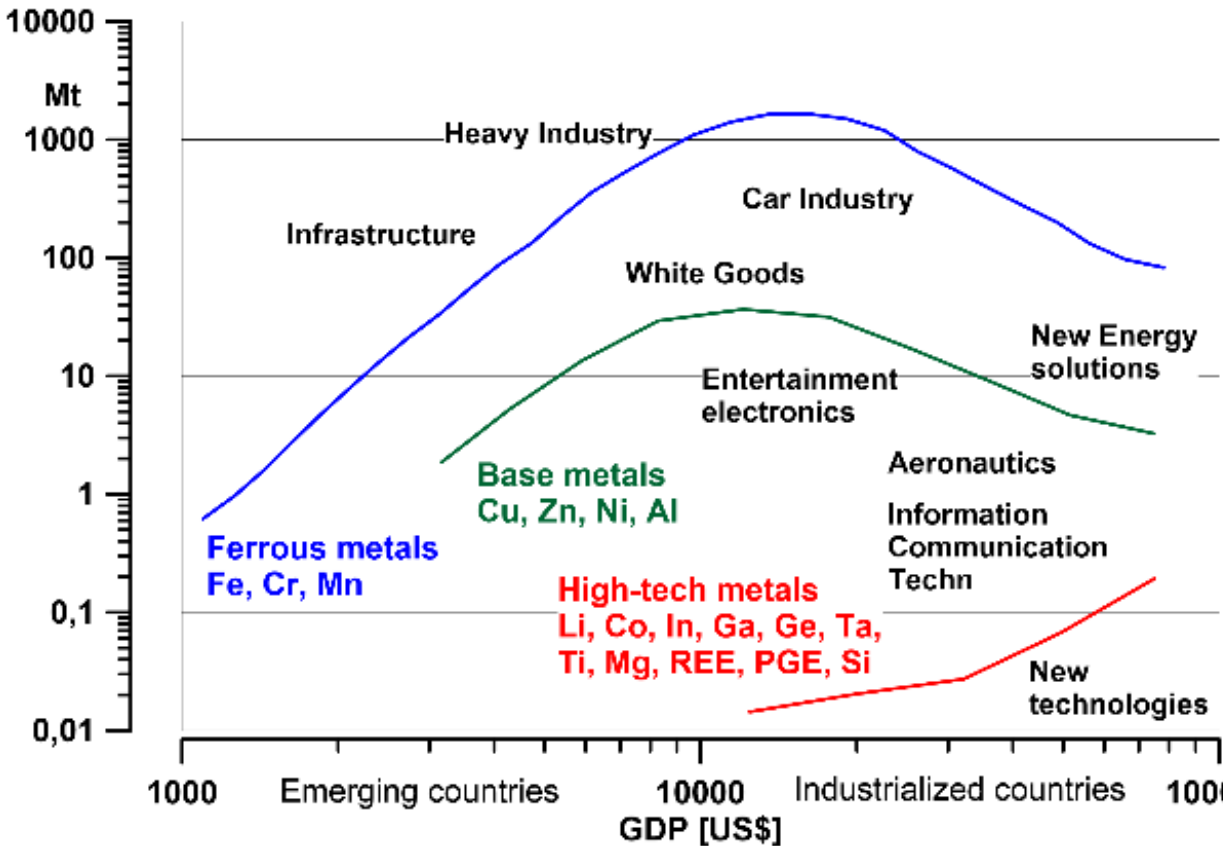 10000
Mt
1000
100
10
1
0,1
0,01
Heavy Industry
Infrastructure
Car Industry
White Goods
New Energy
solutions
Entertainment
electronics
Base metals
Cu, Zn, Ni, Al
Aeronautics
Information
Communication
Techn
Ferrous metals
Fe, Cr, Mn
High-tech metals
Li, Co, In, Ga, Ge, Ta,
Ti, Mg, REE, PGE, Si
New
technologies
1000
Emerging countries
10000
Industrialized countries
1000
GDP [US$]